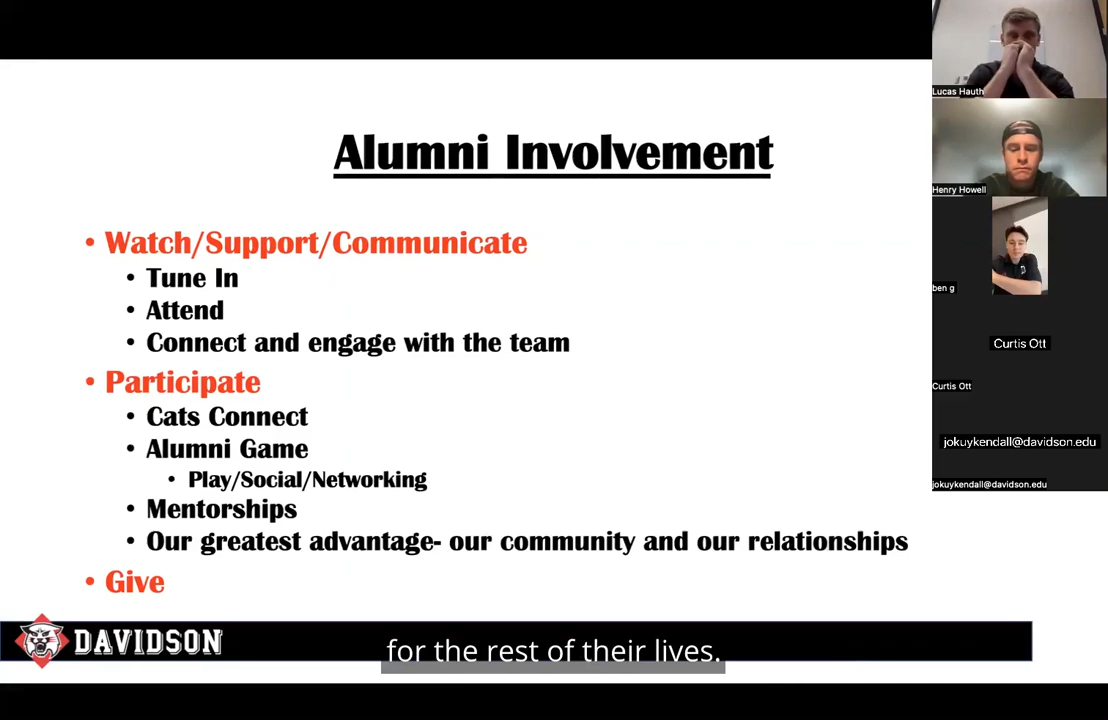 Alumni Involvement
• Watch/Support/Communicate
• Tune In
• Attend
• Connect and engage with the team
• Participate
• Cats Connect
• Alumni Game
• Play/Social/Networking
• Mentorships
• Our greatest advantage- our community and our relationships
• Give
DAVIDSON
for the rest of their lives.
Lucas Hauth
Henry Howell
ben g
Curtis Ott
Curtis Ott
jokuykendall@davidson.edu
jokuykendall@davidson.edu